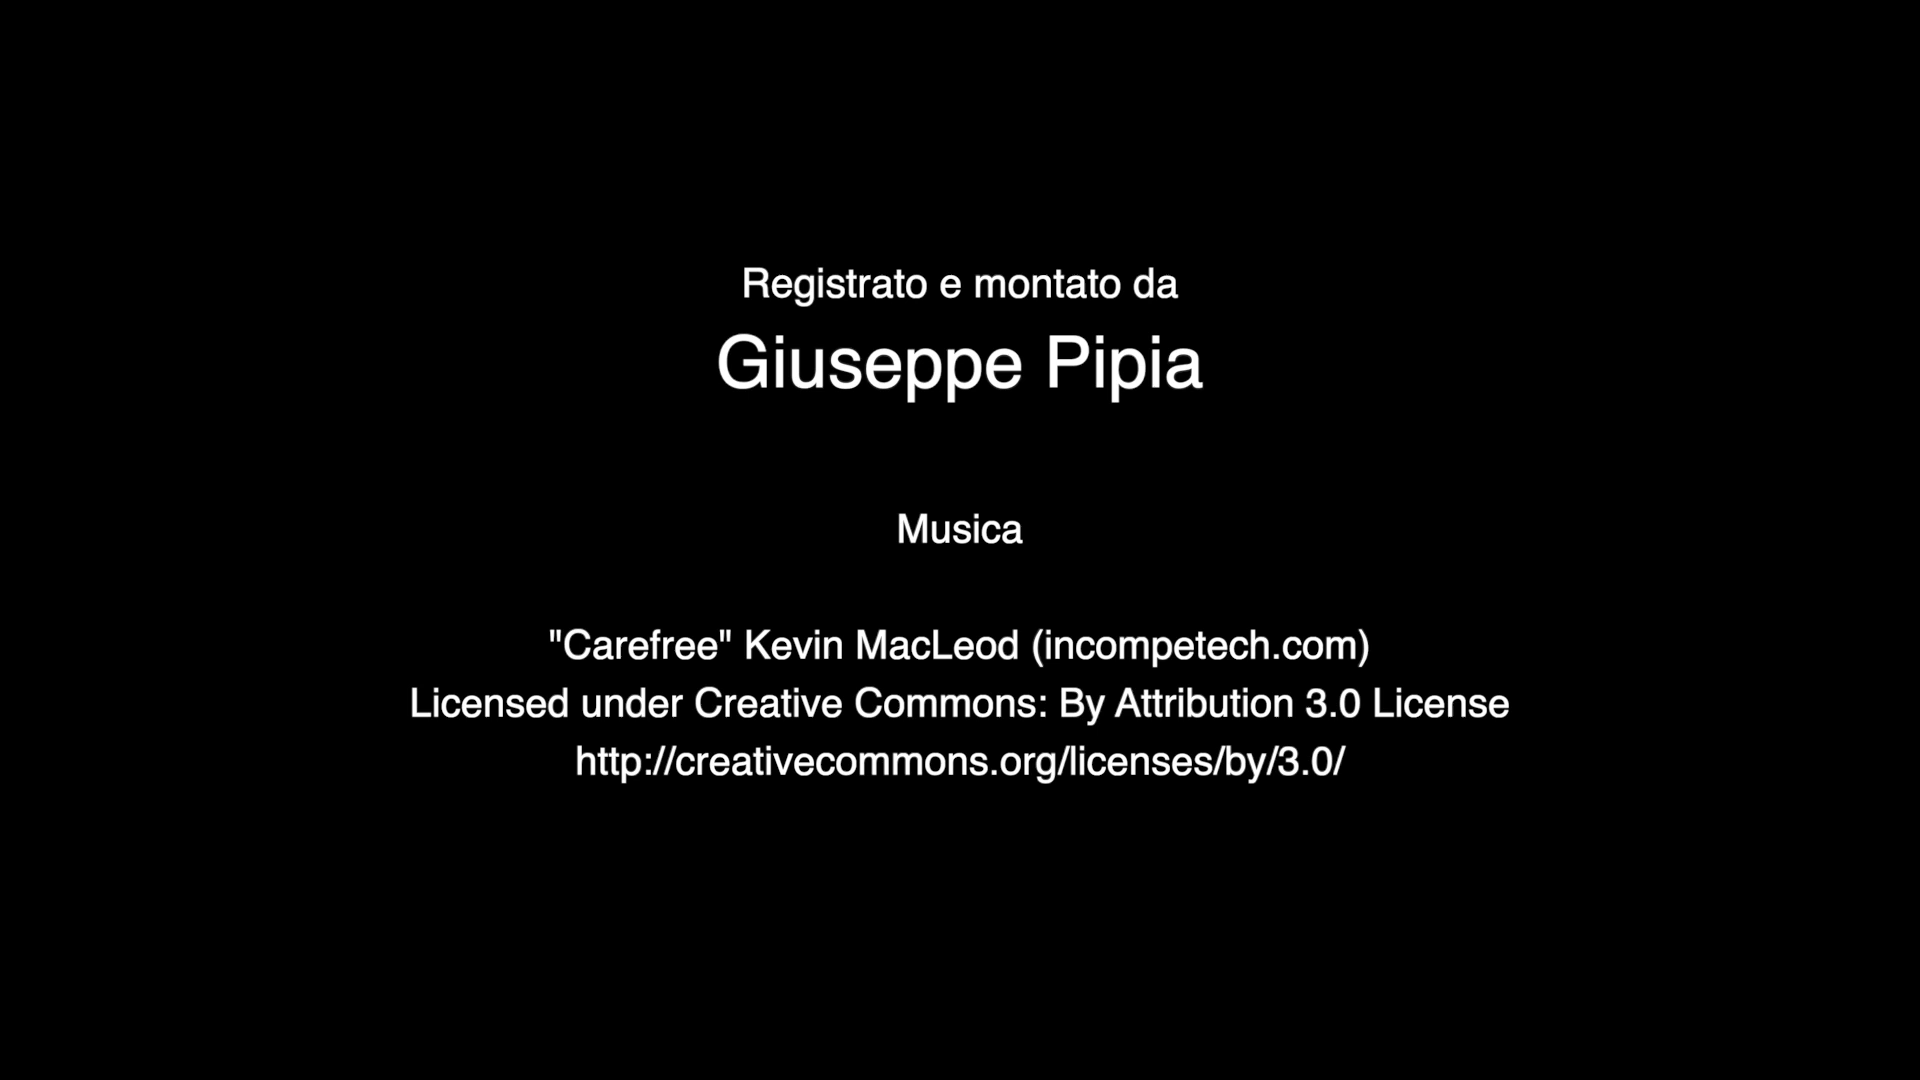 Registrato e montato da
Giuseppe Pipia
Musica
"Carefree" Kevin MacLeod (incompetech.com)
Licensed under Creative Commons: By Attribution 3.0 License
http://creativecommons.org/licenses/by/3.0/